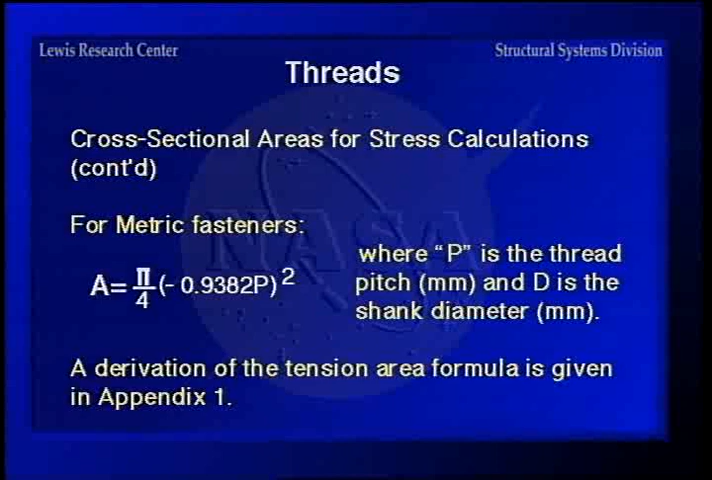 Lewis Research Center
Structural Systems Division
Threads
Cross-Sectional Areas for Stress Calculations
(cont'd)
For Metric fasteners:
A= π/4 (- 0.9382P)²
where “P” is the thread
pitch (mm) and D is the
shank diameter (mm).
A derivation of the tension area formula is given
in Appendix 1.
NASA